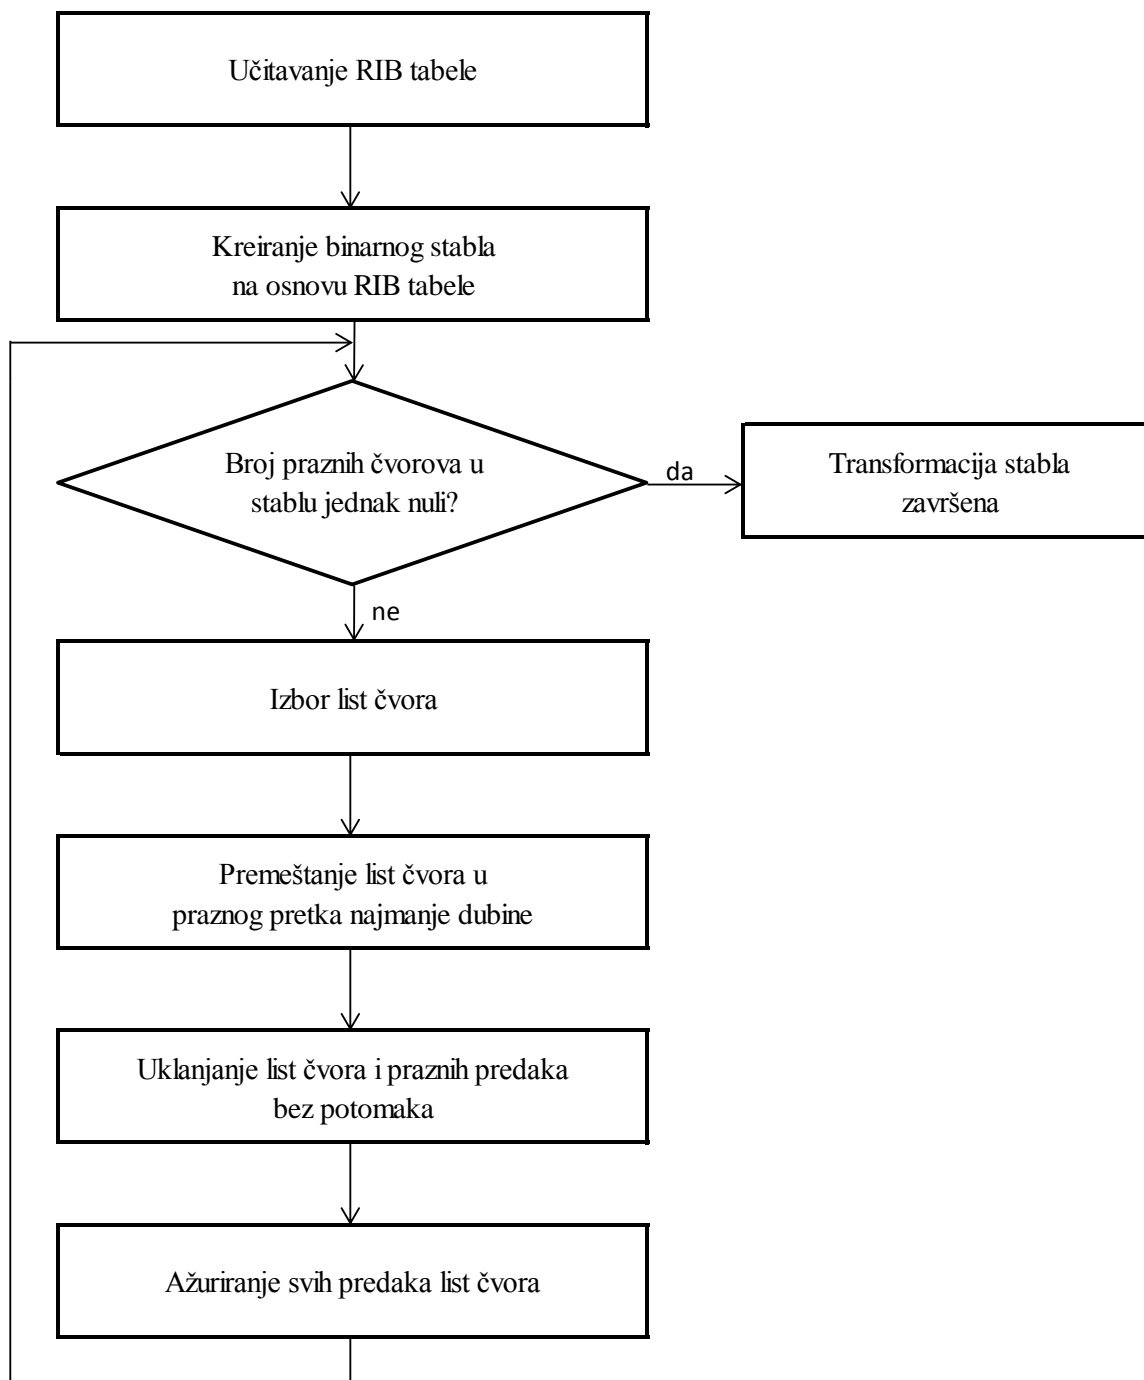 Učitavanje RIB tabele
Kreiranje binarnog stabla
na osnovu RIB tabele
Broj praznih čvorova u
stablu jednak nuli?
da
Transformacija stabla
završena
ne
Izbor list čvora
Premeštanje list čvora u
praznog pretka najmanje dubine
Uklanjanje list čvora i praznih predaka
bez potomaka
Ažuriranje svih predaka list čvora